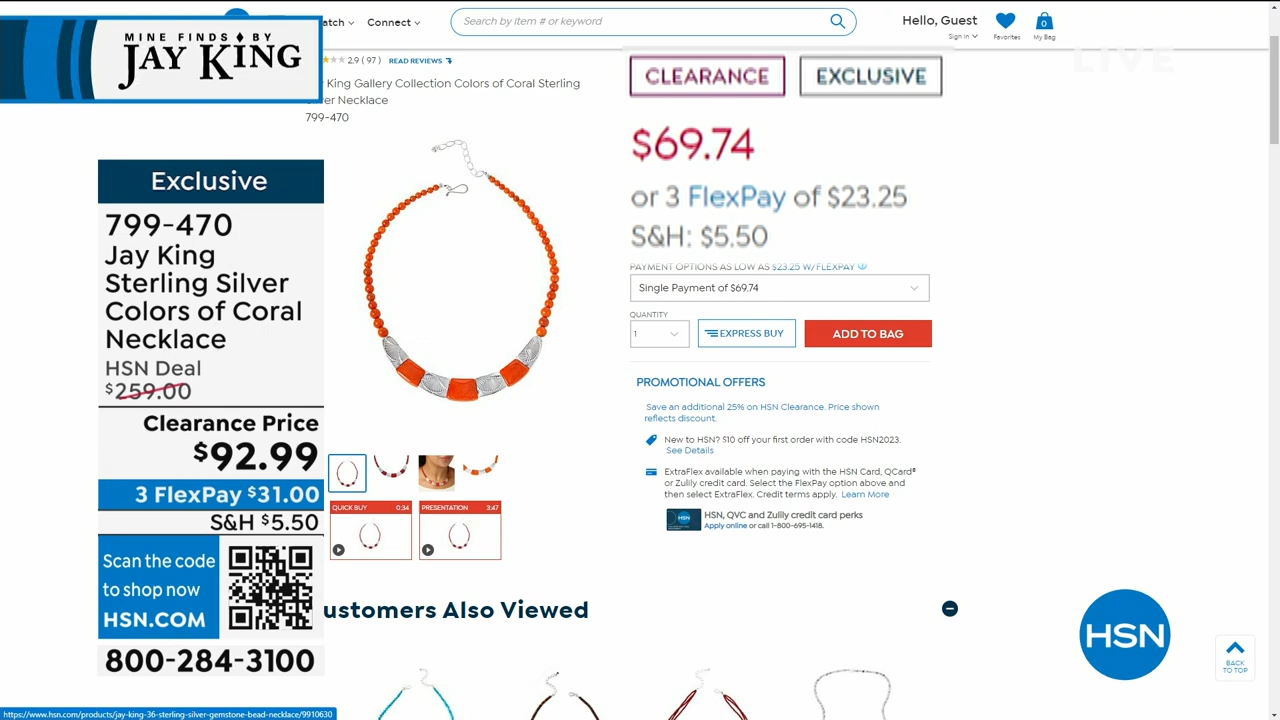 MINE FINDS BY
JAY KING
Connect
Search by item # or keyword
Hello, Guest
Sign In
Favorites
0
My Bag
LIVE
2.9 (97) READ REVIEWS
King Gallery Collection Colors of Coral Sterling
Necklace
799-470
CLEARANCE
EXCLUSIVE
$69.74
or 3 FlexPay of $23.25
S&H: $5.50
PAYMENT OPTIONS AS LOW AS $23.25 W/FLEXPAY
Single Payment of $69.74
QUANTITY
1
EXPRESS BUY
ADD TO BAG
PROMOTIONAL OFFERS
Save an additional 25% on HSN Clearance. Price shown
reflects discount.
New to HSN? $10 off your first order with code HSN2023.
See Details
ExtraFlex available when paying with the HSN Card, QCard®
or Zulily credit card. Select the FlexPay option above and
then select ExtraFlex. Credit terms apply. Learn More
HSN
HSN, QVC and Zulily credit card perks
Apply online or call 1-800-695-1418.
Exclusive
799-470
Jay King
Sterling Silver
Colors of Coral
Necklace
HSN Deal
$259.00
Clearance Price
$92.99
3 FlexPay $31.00
S&H $5.50
Scan the code
to shop now
HSN.COM
800-284-3100
QUICK BUY 0:34
PRESENTATION 3:47
ustomers Also Viewed
HSN
BACK
TO TOP
https://www.hsn.com/products/jay-king-36-sterling-silver-gemstone-bead-necklace/9910630